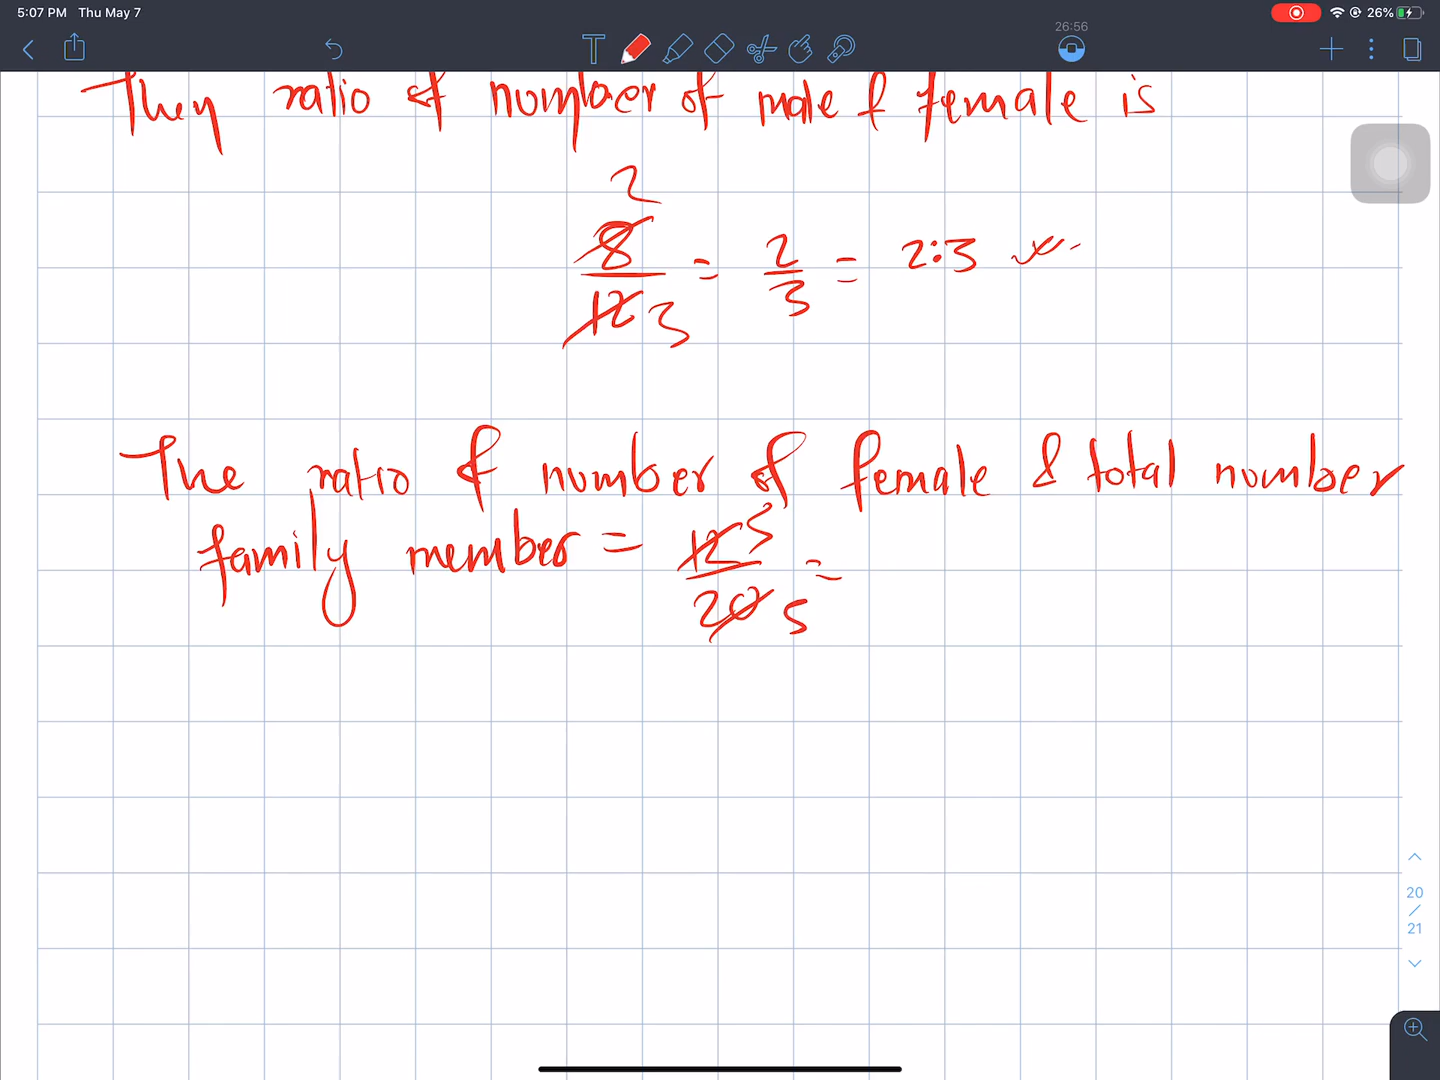 5:07 PM Thu May 7
26%
26:56
T
They ratio of number of male & female is
2
8/12 3 = 2/3 = 2:3
The ratio of number of female & total number
family member = 12 3/20 5 =
20
/
21